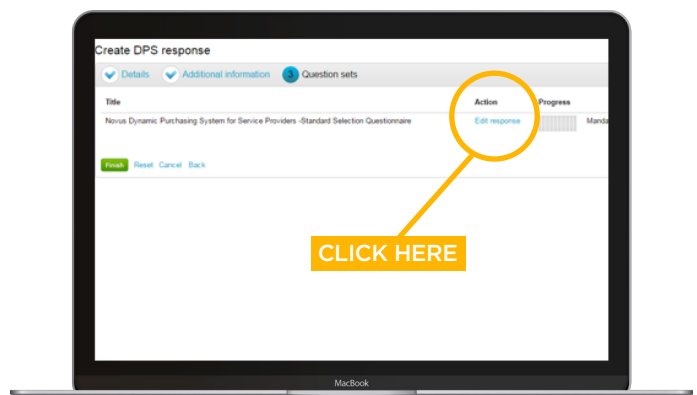 Create DPS response
Details Additional information 3 Question sets
Title Action Progress
Novus Dynamic Purchasing System for Service Providers -Standard Selection Questionnaire Edit response Manda
Finish Reset Cancel Back
CLICK HERE
MacBook